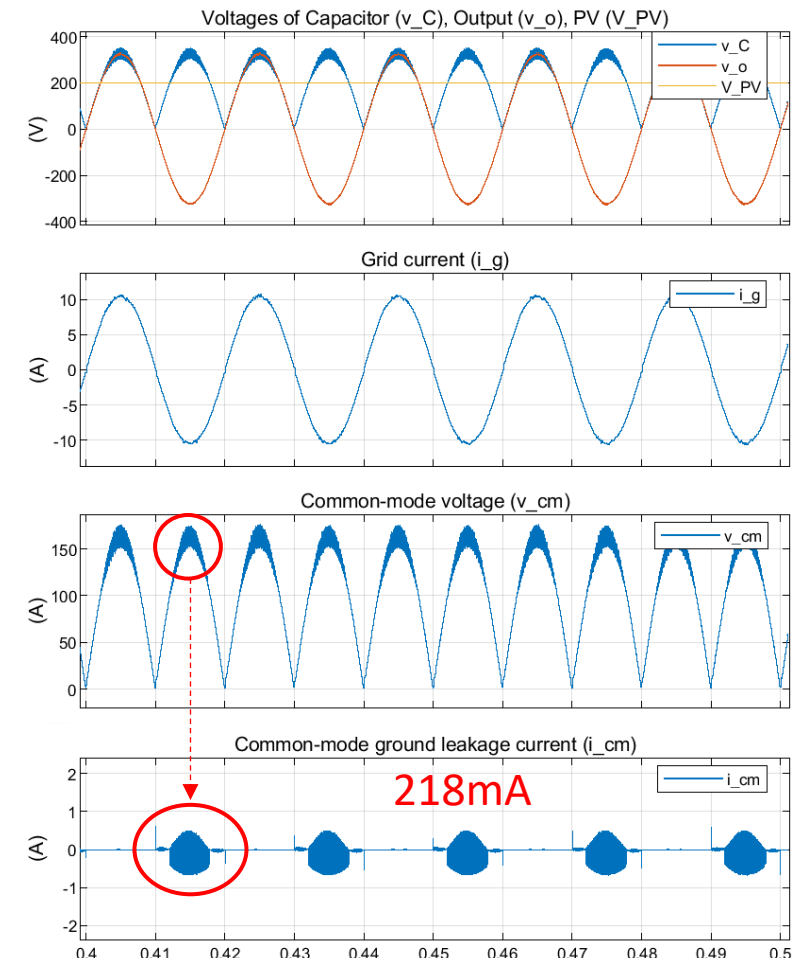 Voltages of Capacitor (v_C), Output (v_o), PV (V_PV)
400
200
0
-200
-400
(V)
v_C
v_o
V_PV
Grid current (i_g)
10
5
0
-5
-10
(A)
i_g
Common-mode voltage (v_cm)
150
100
50
0
(A)
v_cm
Common-mode ground leakage current (i_cm)
2
1
0
-1
-2
(A)
218mA
i_cm
0.4 0.41 0.42 0.43 0.44 0.45 0.46 0.47 0.48 0.49 0.5